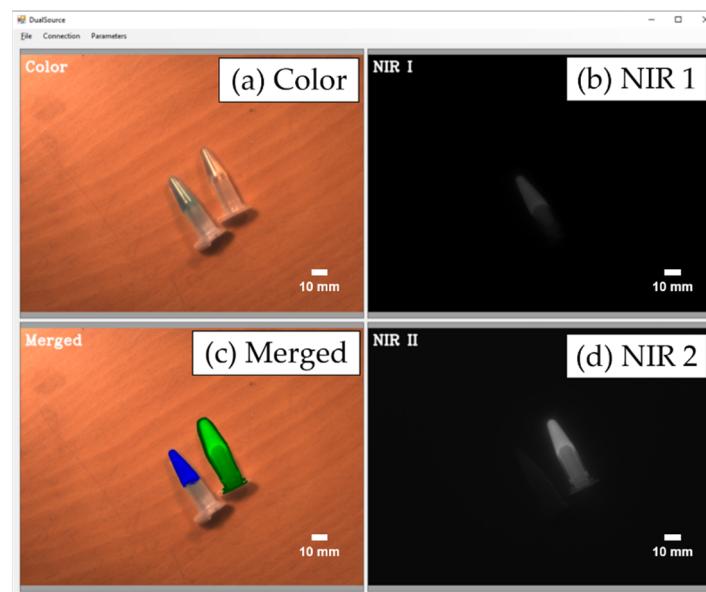 DualSource
File Connection Parameters
Color
(a) Color
10 mm
NIR I
(b) NIR 1
10 mm
Merged
(c) Merged
10 mm
NIR II
(d) NIR 2
10 mm